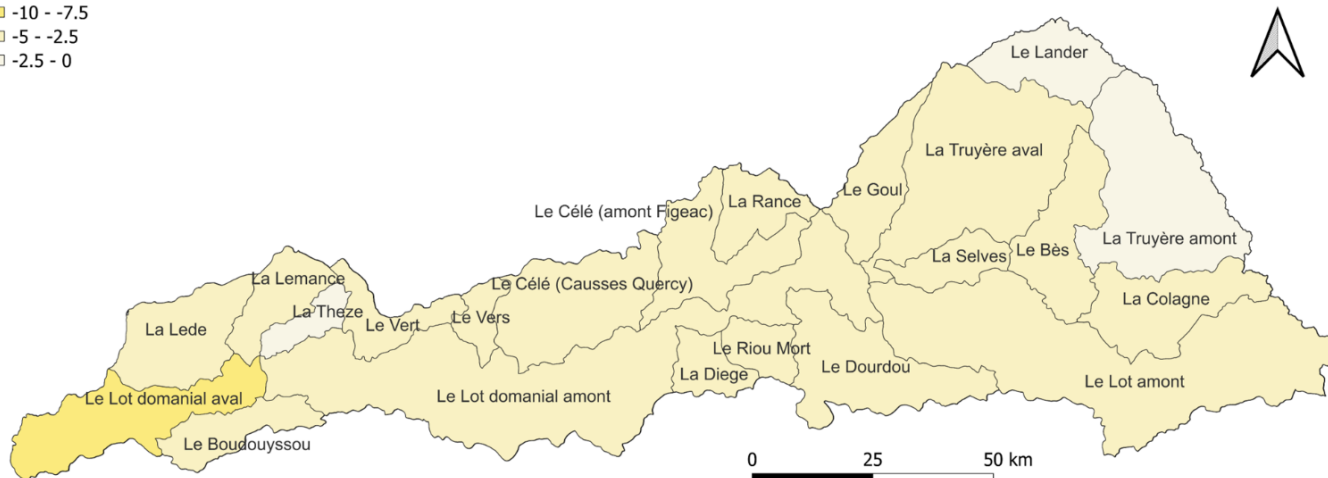 -10 - -7.5
-5 - -2.5
-2.5 - 0
Le Lander
La Truyère aval
Le Goul
La Rance
Le Célé (amont Figeac)
La Truyère amont
La Selves
Le Bès
La Lemance
Le Célé (Causses Quercy)
La Colagne
La Theze
La Lede
Le Vert
Le Vers
Le Riou Mort
Le Dourdou
La Diege
Le Lot amont
Le Lot domanial aval
Le Lot domanial amont
Le Boudouyssou
0 25 50 km